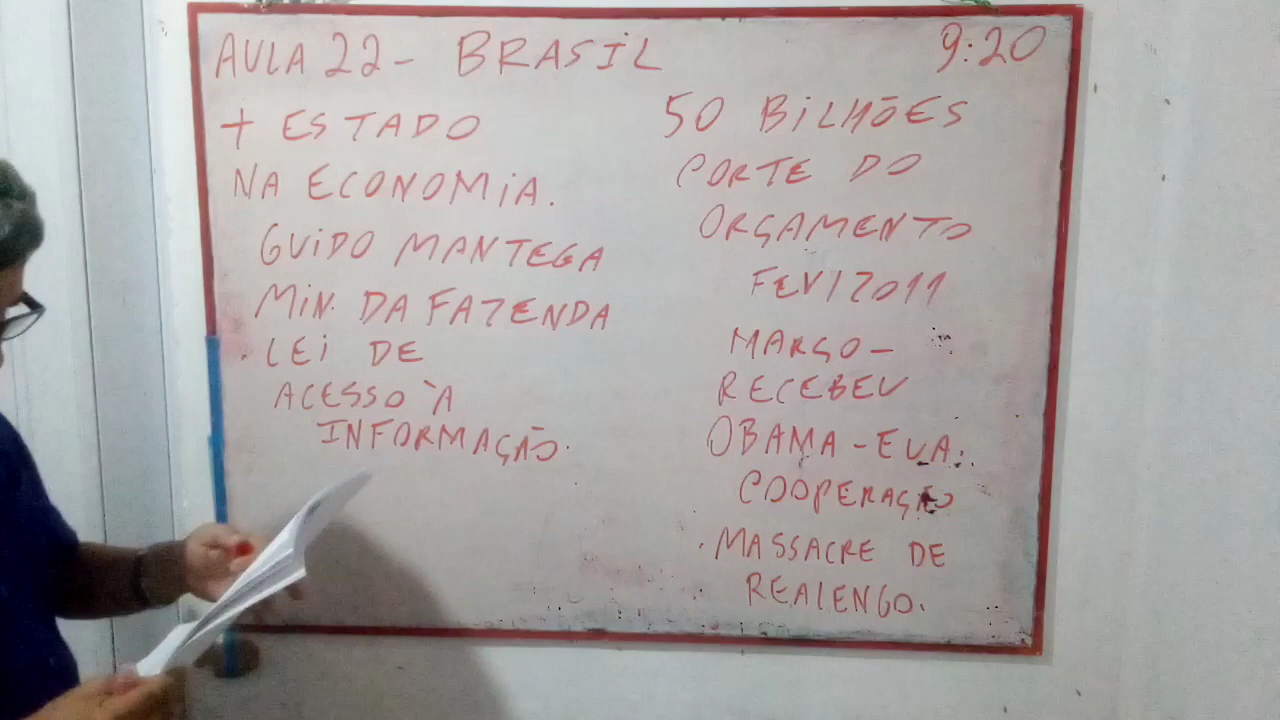 AULA 22 - BRASIL
9:20
+ ESTADO
NA ECONOMIA.
GUIDO MANTEGA
MIN. DA FAZENDA
. LEI DE
ACESSO À
INFORMAÇÃO.
50 BILHÕES
CORTE DO
ORÇAMENTO
FEV/2011
MARÇO -
RECEBEU
OBAMA - EUA.
COOPERAÇÃO
. MASSACRE DE
REALENGO.